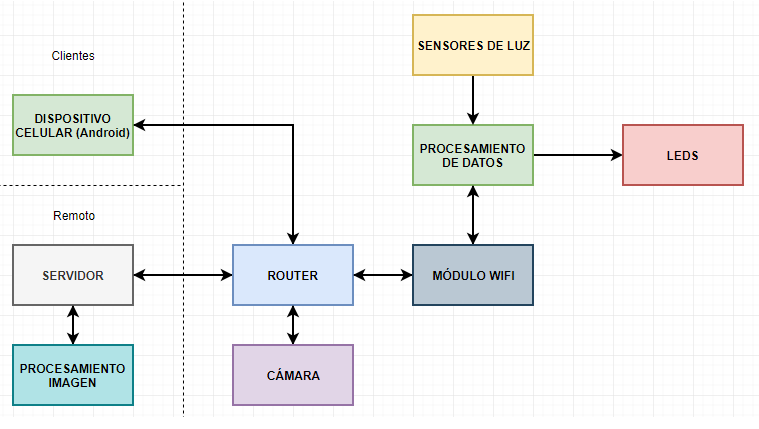 SENSORES DE LUZ
Clientes
DISPOSITIVO
CELULAR (Android)
PROCESAMIENTO
DE DATOS
LEDS
Remoto
SERVIDOR
ROUTER
MÓDULO WIFI
PROCESAMIENTO
IMAGEN
CÁMARA